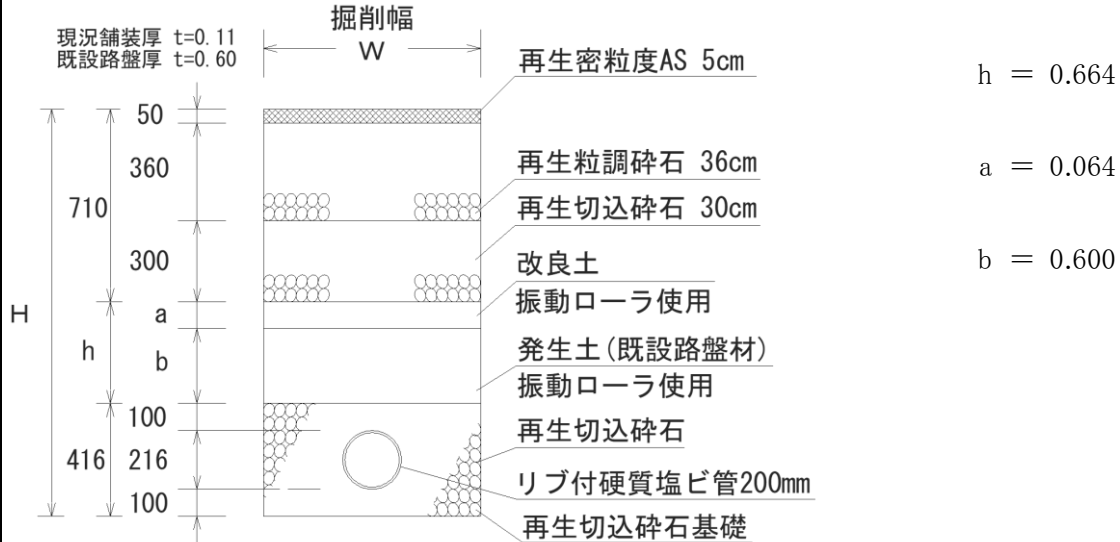 掘削幅
W
現況舗装厚 t=0.11
既設路盤厚 t=0.60
再生密粒度AS 5cm
h = 0.664
50
360
再生粒調砕石 36cm
a = 0.064
710
再生切込砕石 30cm
300
改良土
b = 0.600
振動ローラ使用
H
a
h
b
発生土(既設路盤材)
振動ローラ使用
100
再生切込砕石
416
216
リブ付硬質塩ビ管200mm
100
再生切込砕石基礎